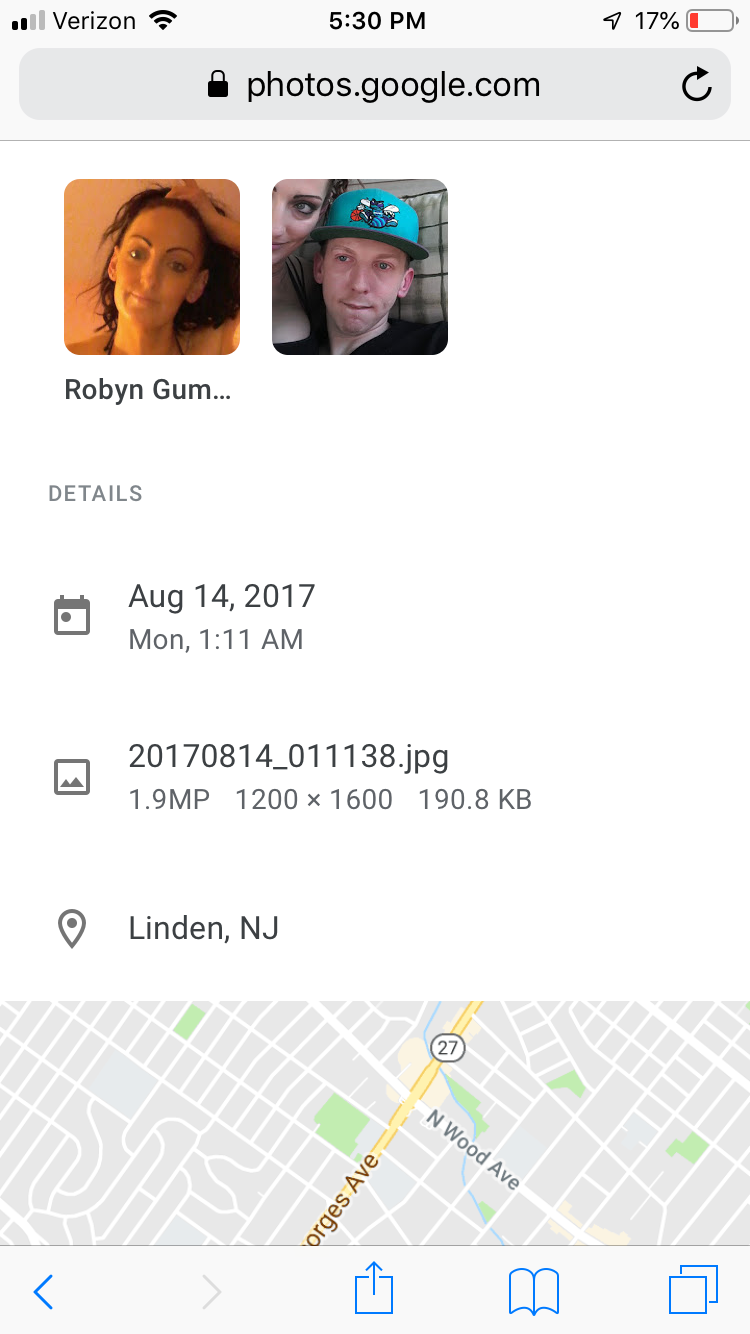 Verizon 5:30 PM 17%
photos.google.com
Robyn Gum…
DETAILS
Aug 14, 2017
Mon, 1:11 AM
20170814_011138.jpg
1.9MP 1200 × 1600 190.8 KB
Linden, NJ
27
N Wood Ave
orges Ave